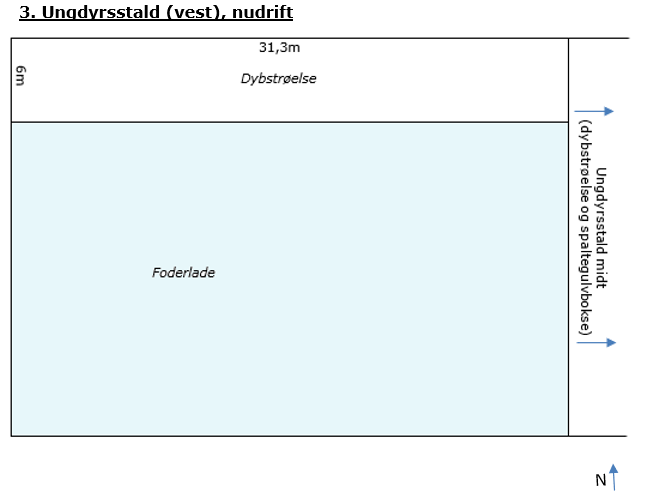 3. Ungdyrsstald (vest), nudrift
31,3m
6m
Dybstrøelse
Foderlade
Ungdyrsstald midt
(dybstrøelse og spaltegulvbokse)
N